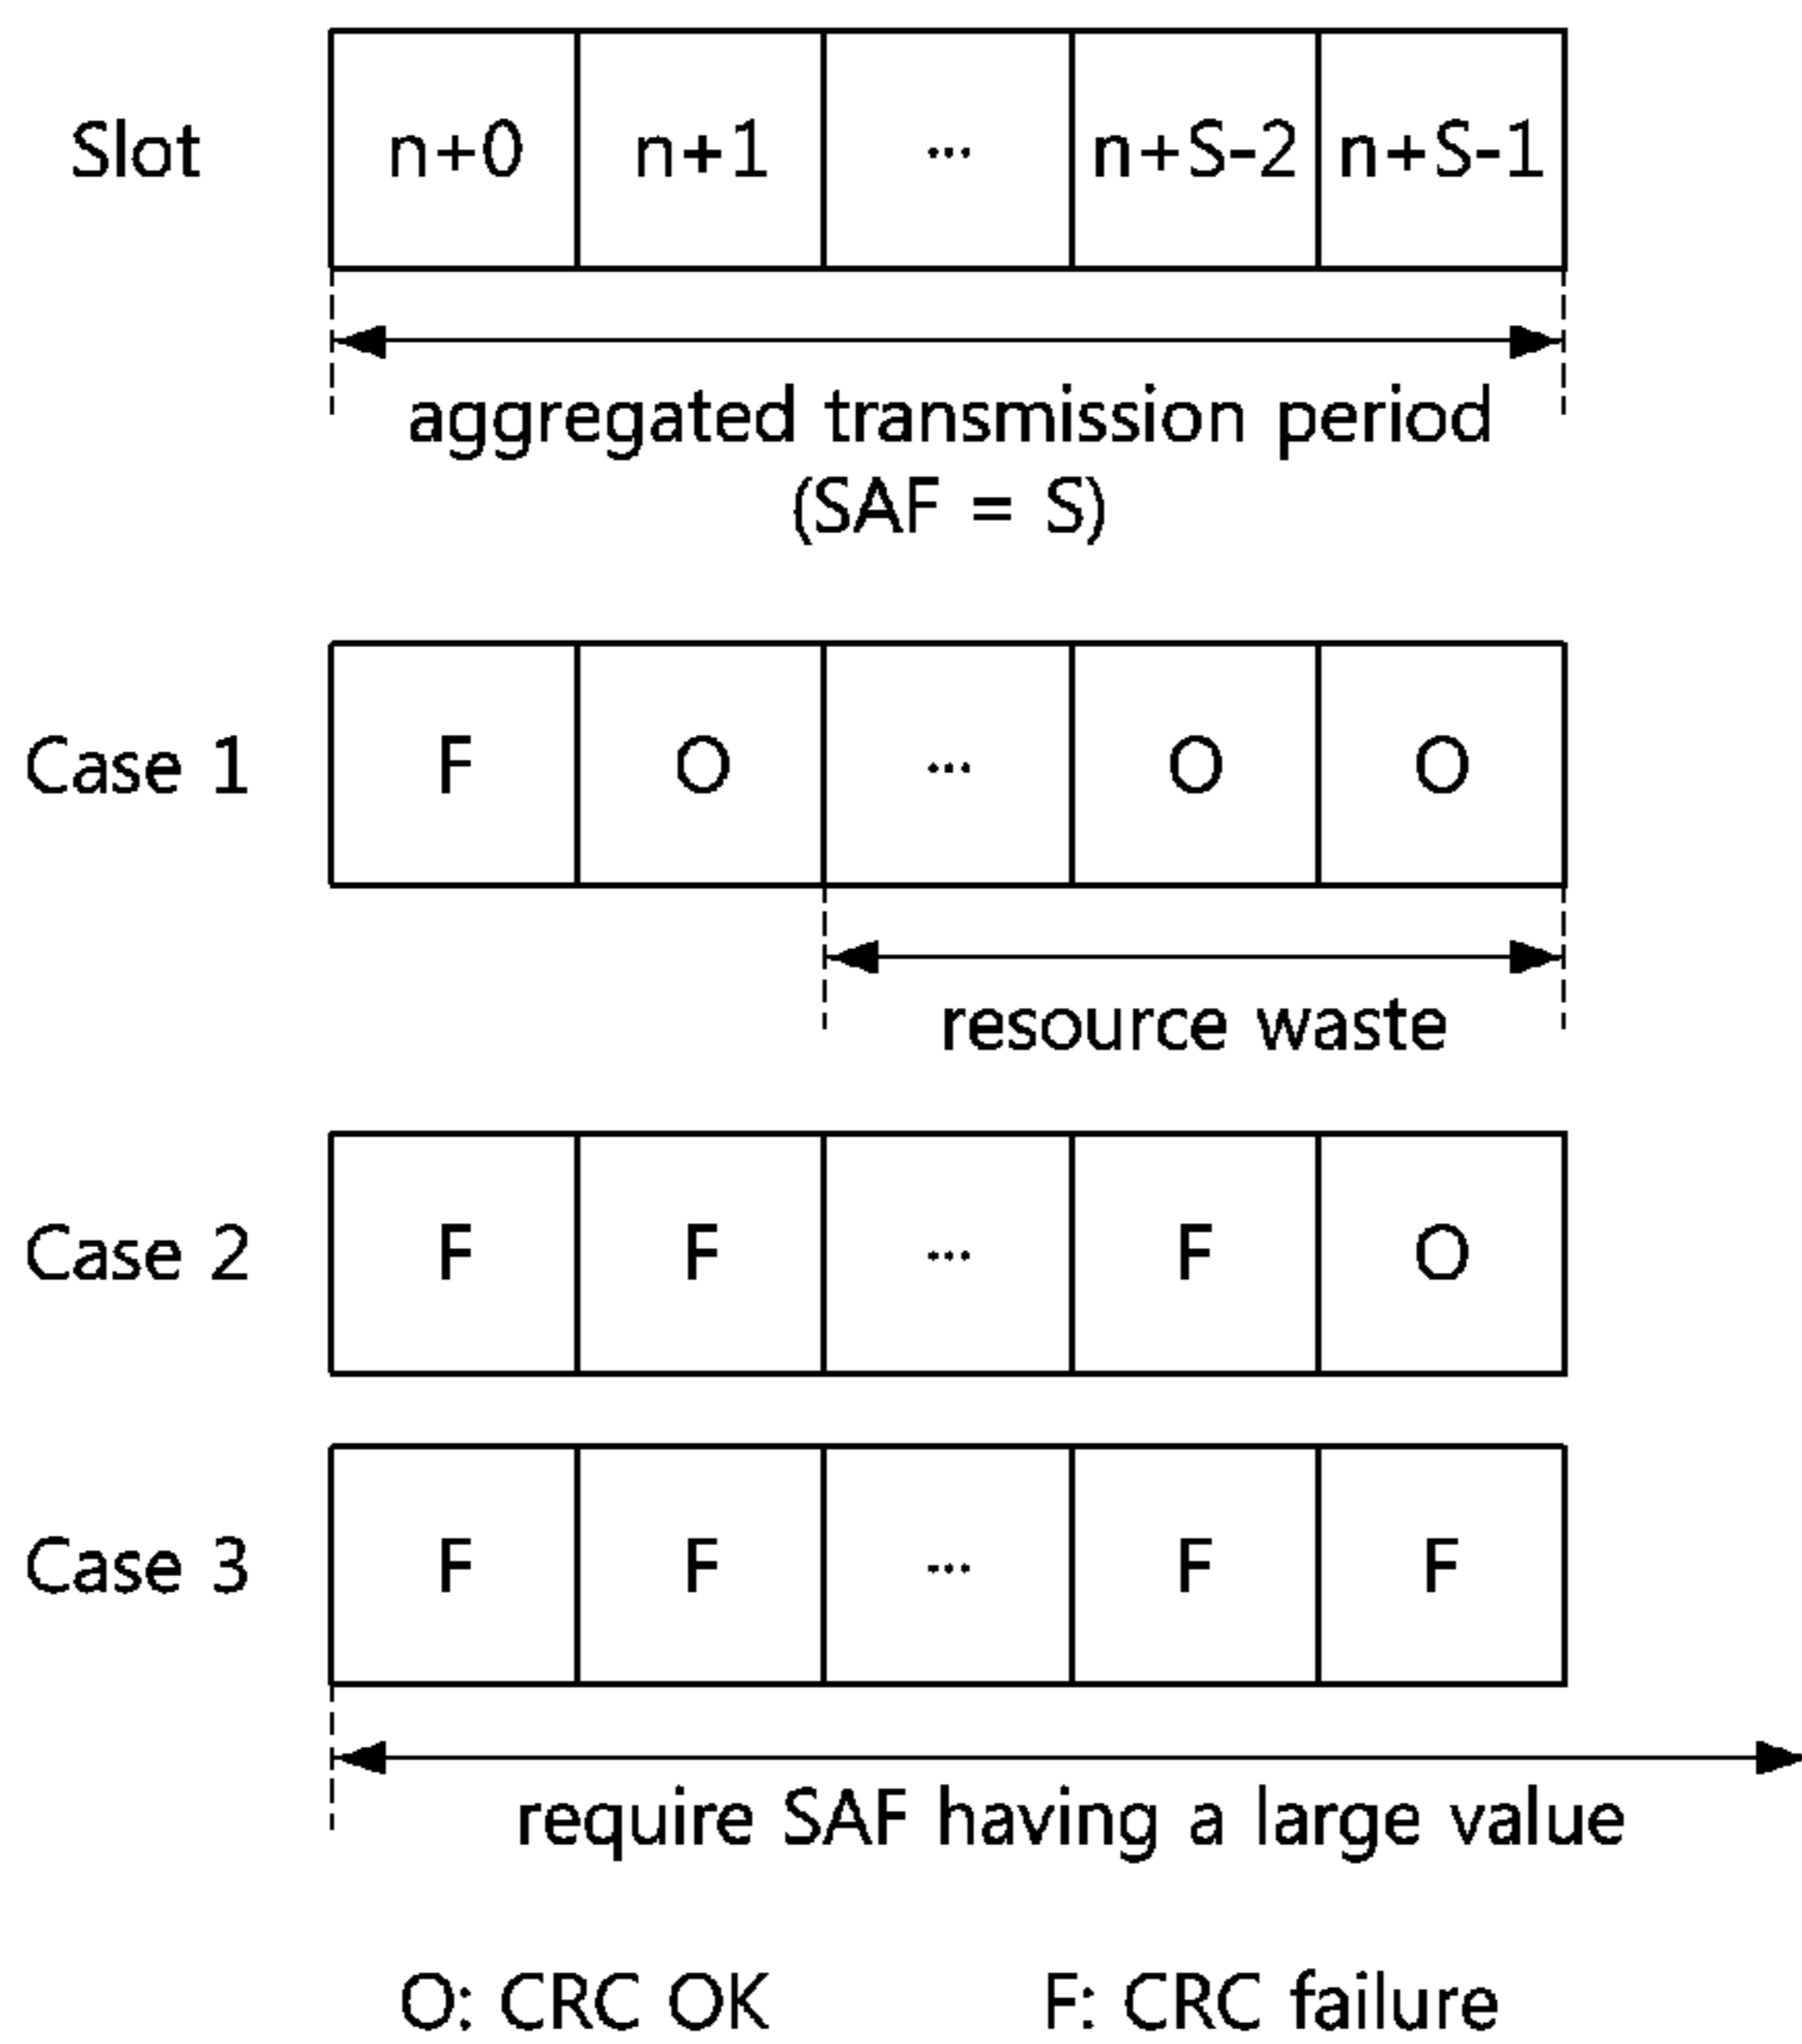 Slot n+0 n+1 ... n+S-2 n+S-1
aggregated transmission period
(SAF = S)
Case 1 F O ... O O
resource waste
Case 2 F F ... F O
Case 3 F F ... F F
require SAF having a large value
O: CRC OK F: CRC failure